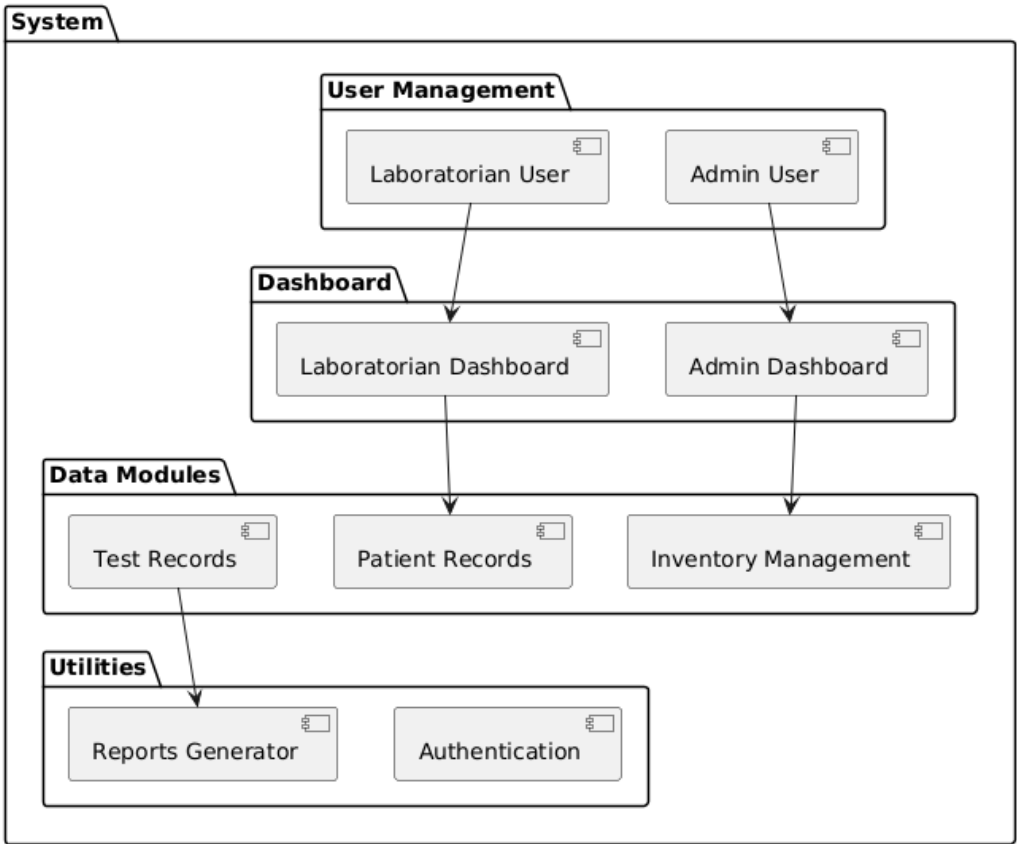 System
User Management
Laboratorian User
Admin User
Dashboard
Laboratorian Dashboard
Admin Dashboard
Data Modules
Test Records
Patient Records
Inventory Management
Utilities
Reports Generator
Authentication